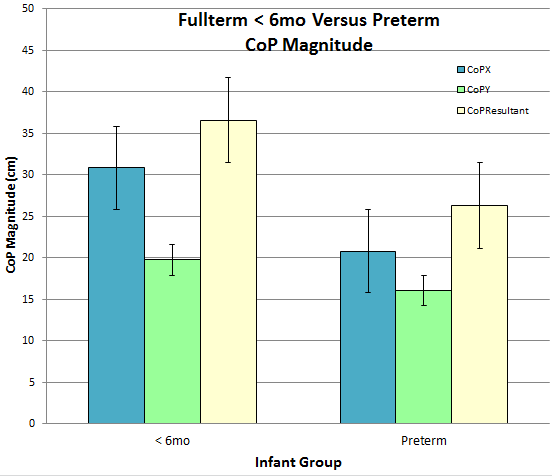 Fullterm < 6mo Versus Preterm
CoP Magnitude
CoPX
CoPY
CoPResultant
50
45
40
35
30
25
20
15
10
5
0
CoP Magnitude (cm)
< 6mo
Preterm
Infant Group